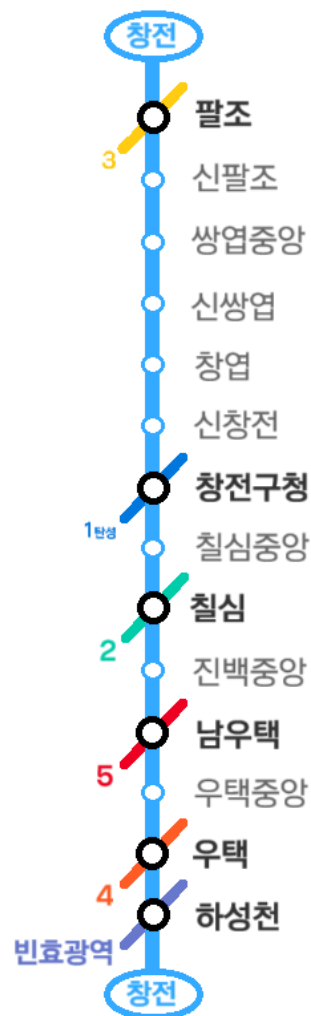 창전
팔조
3
신팔조
쌍엽중앙
신쌍엽
창엽
신창전
창전구청
1탄성
칠심중앙
칠심
2
진백중앙
남우택
5
우택중앙
우택
4
하성천
빈효광역
창전